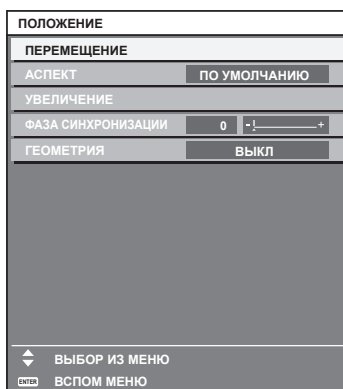 ПОЛОЖЕНИЕ
ПЕРЕМЕЩЕНИЕ
АСПЕКТ ПО УМОЛЧАНИЮ
УВЕЛИЧЕНИЕ
ФАЗА СИНХРОНИЗАЦИИ 0 - +
ГЕОМЕТРИЯ ВЫКЛ
ВЫБОР ИЗ МЕНЮ
ENTER ВСПОМ МЕНЮ